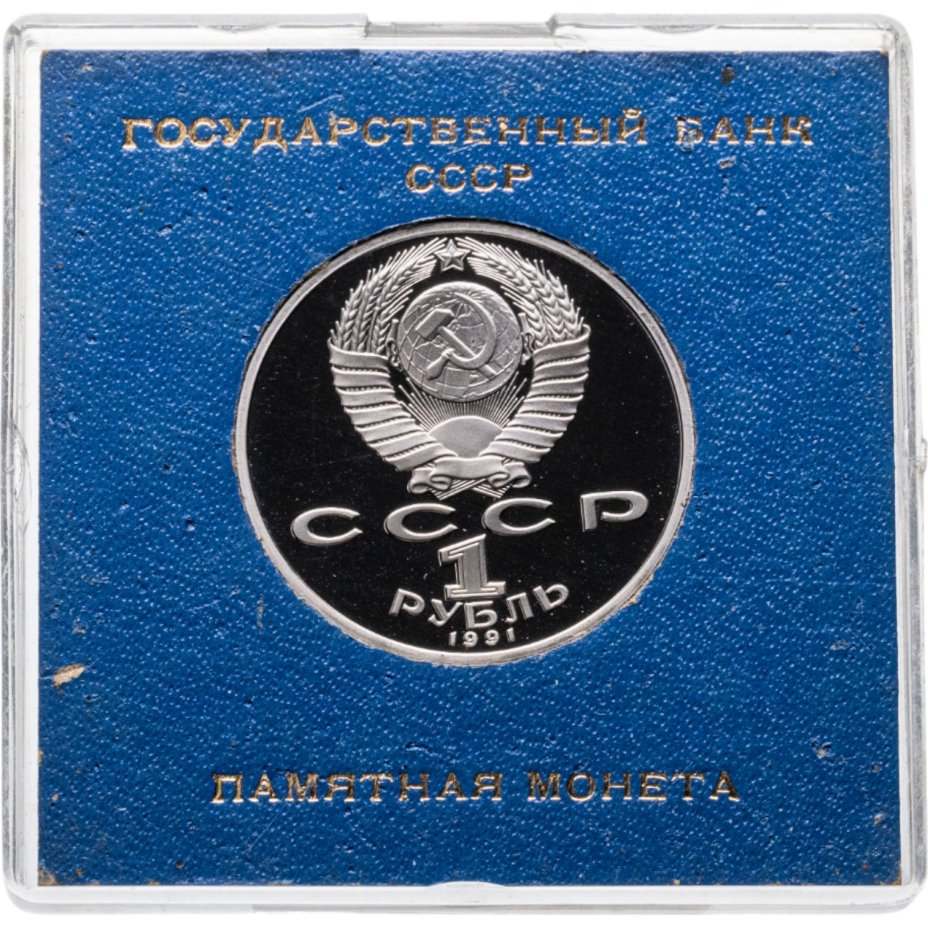 ГОСУДАРСТВЕННЫЙ БАНК
СССР
СССР
1
РУБЛЬ
1991
ПАМЯТНАЯ МОНЕТА